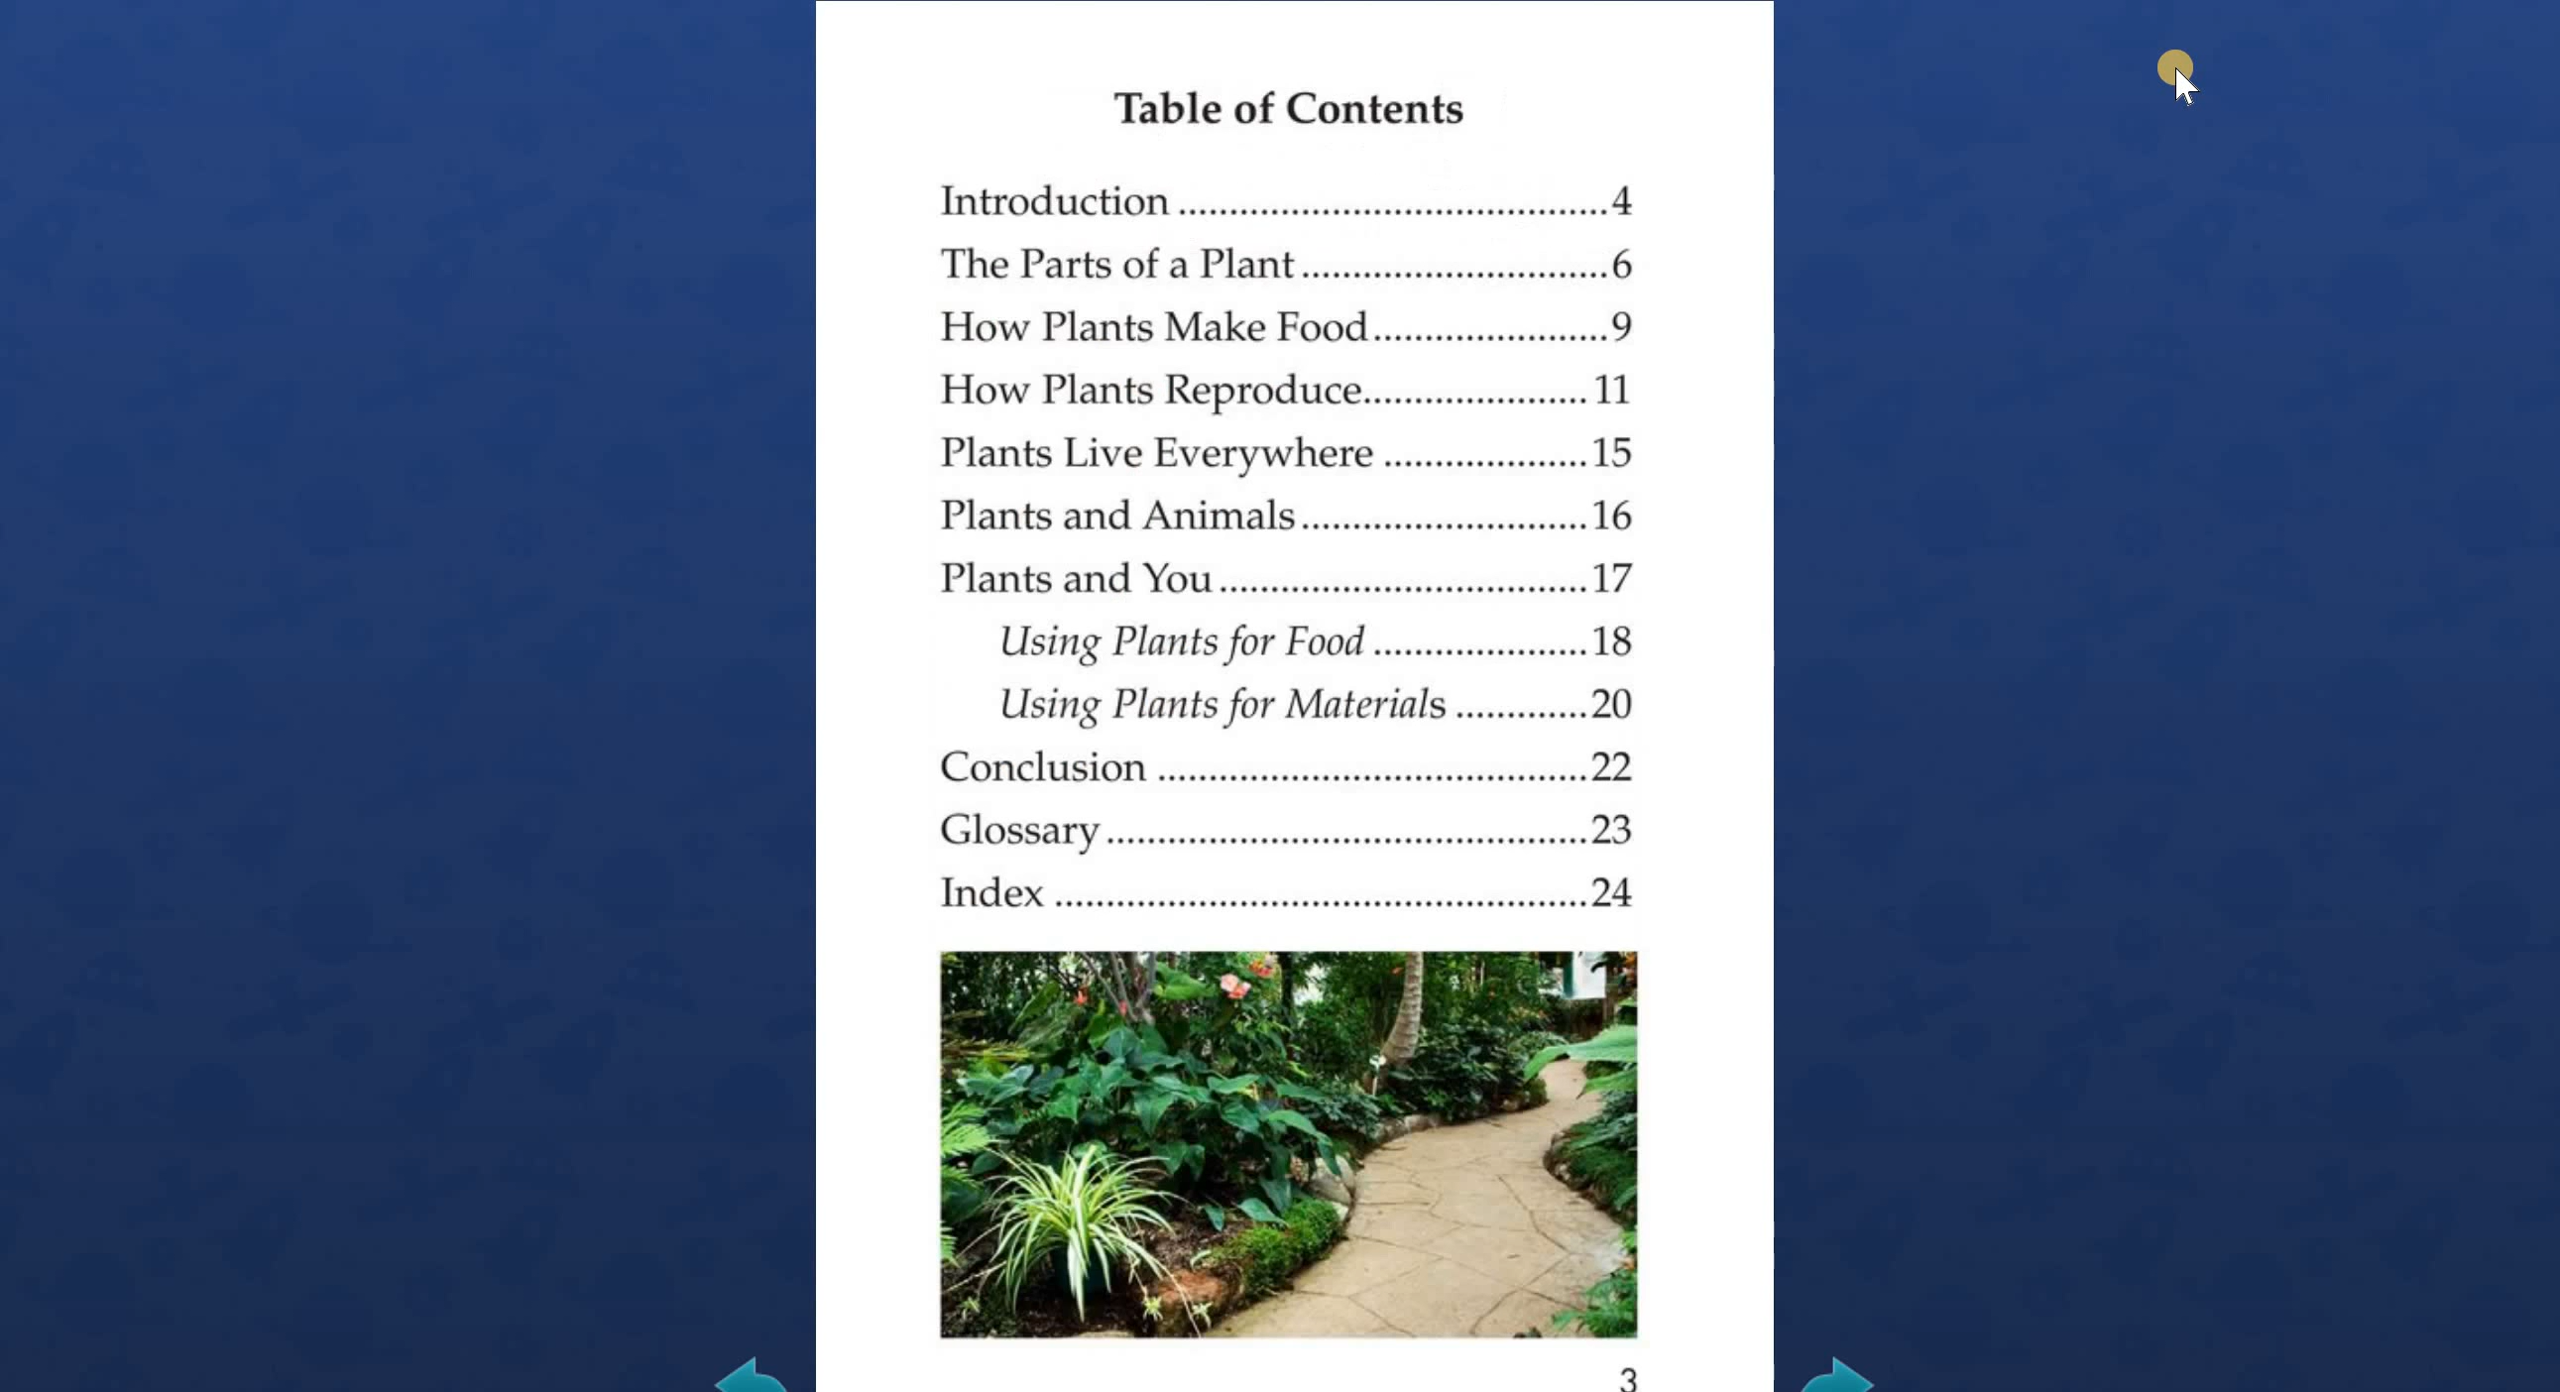 Table of Contents
Introduction ..........................................4
The Parts of a Plant..............................6
How Plants Make Food.......................9
How Plants Reproduce...................... 11
Plants Live Everywhere ....................15
Plants and Animals............................16
Plants and You....................................17
Using Plants for Food .....................18
Using Plants for Materials .............20
Conclusion ..........................................22
Glossary...............................................23
Index ....................................................24
3